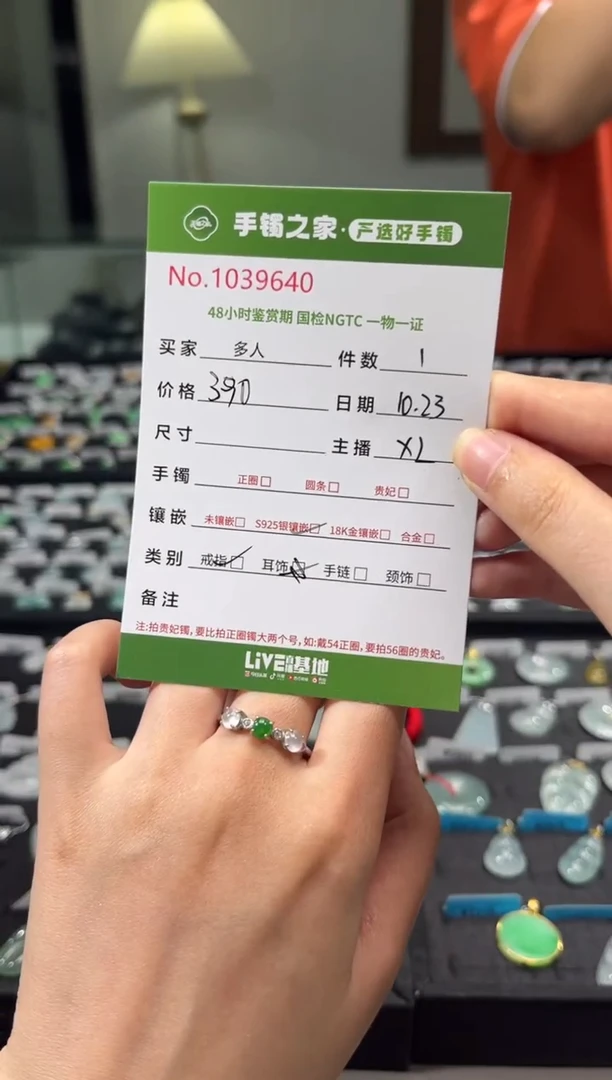 手镯之家·严选好手镯
No.1039640
48小时鉴赏期 国检NGTC 一物一证
买家 多人 件数 1
价格 390 日期 10.23
尺寸 主播 XL
手镯 正圈□ 圆条□ 贵妃□
镶嵌 未镶嵌□ S925银镶嵌□ 18K金镶嵌□ 合金□
类别 戒指□ 耳饰□ 手链□ 颈饰□
备注
注:拍贵妃镯,要比拍正圈镯大两个号,如:戴54正圈,要拍56圈的贵妃。
LIVE基地